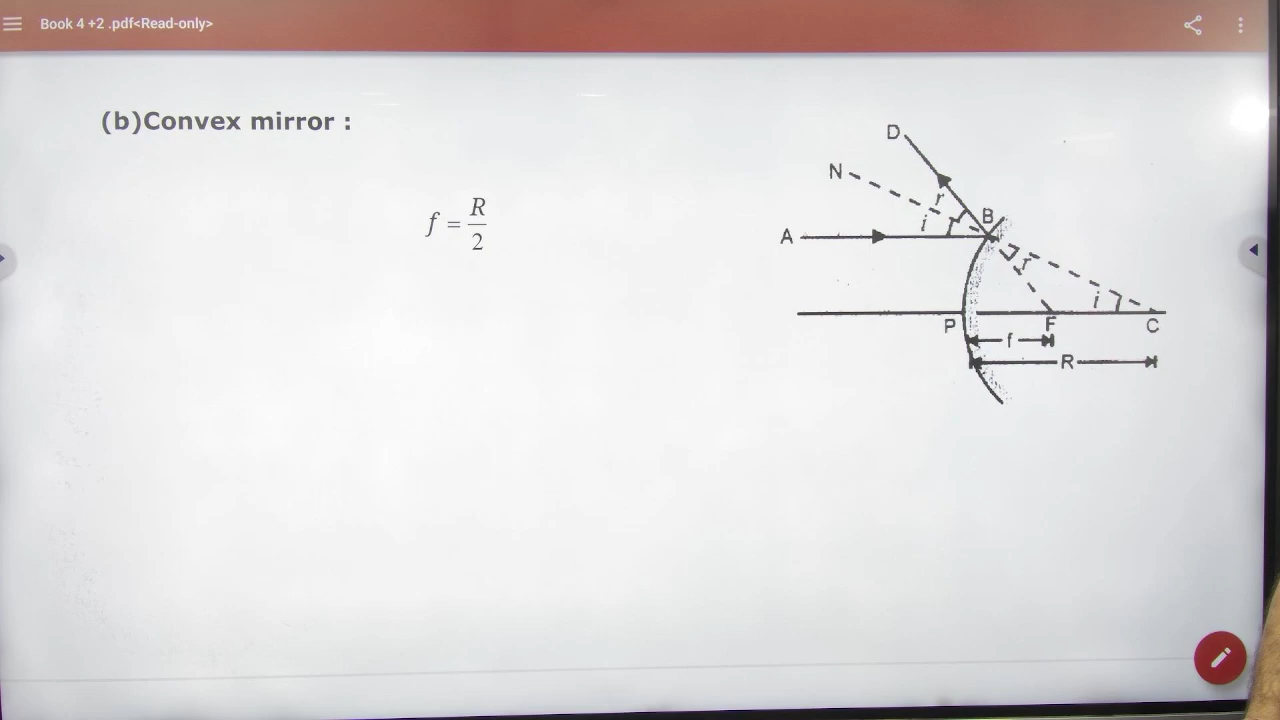 Book 4 +2 .pdf<Read-only>
(b)Convex mirror :
f = R/2
D
N
r
B
i
A
r
i
P
F
C
f
R